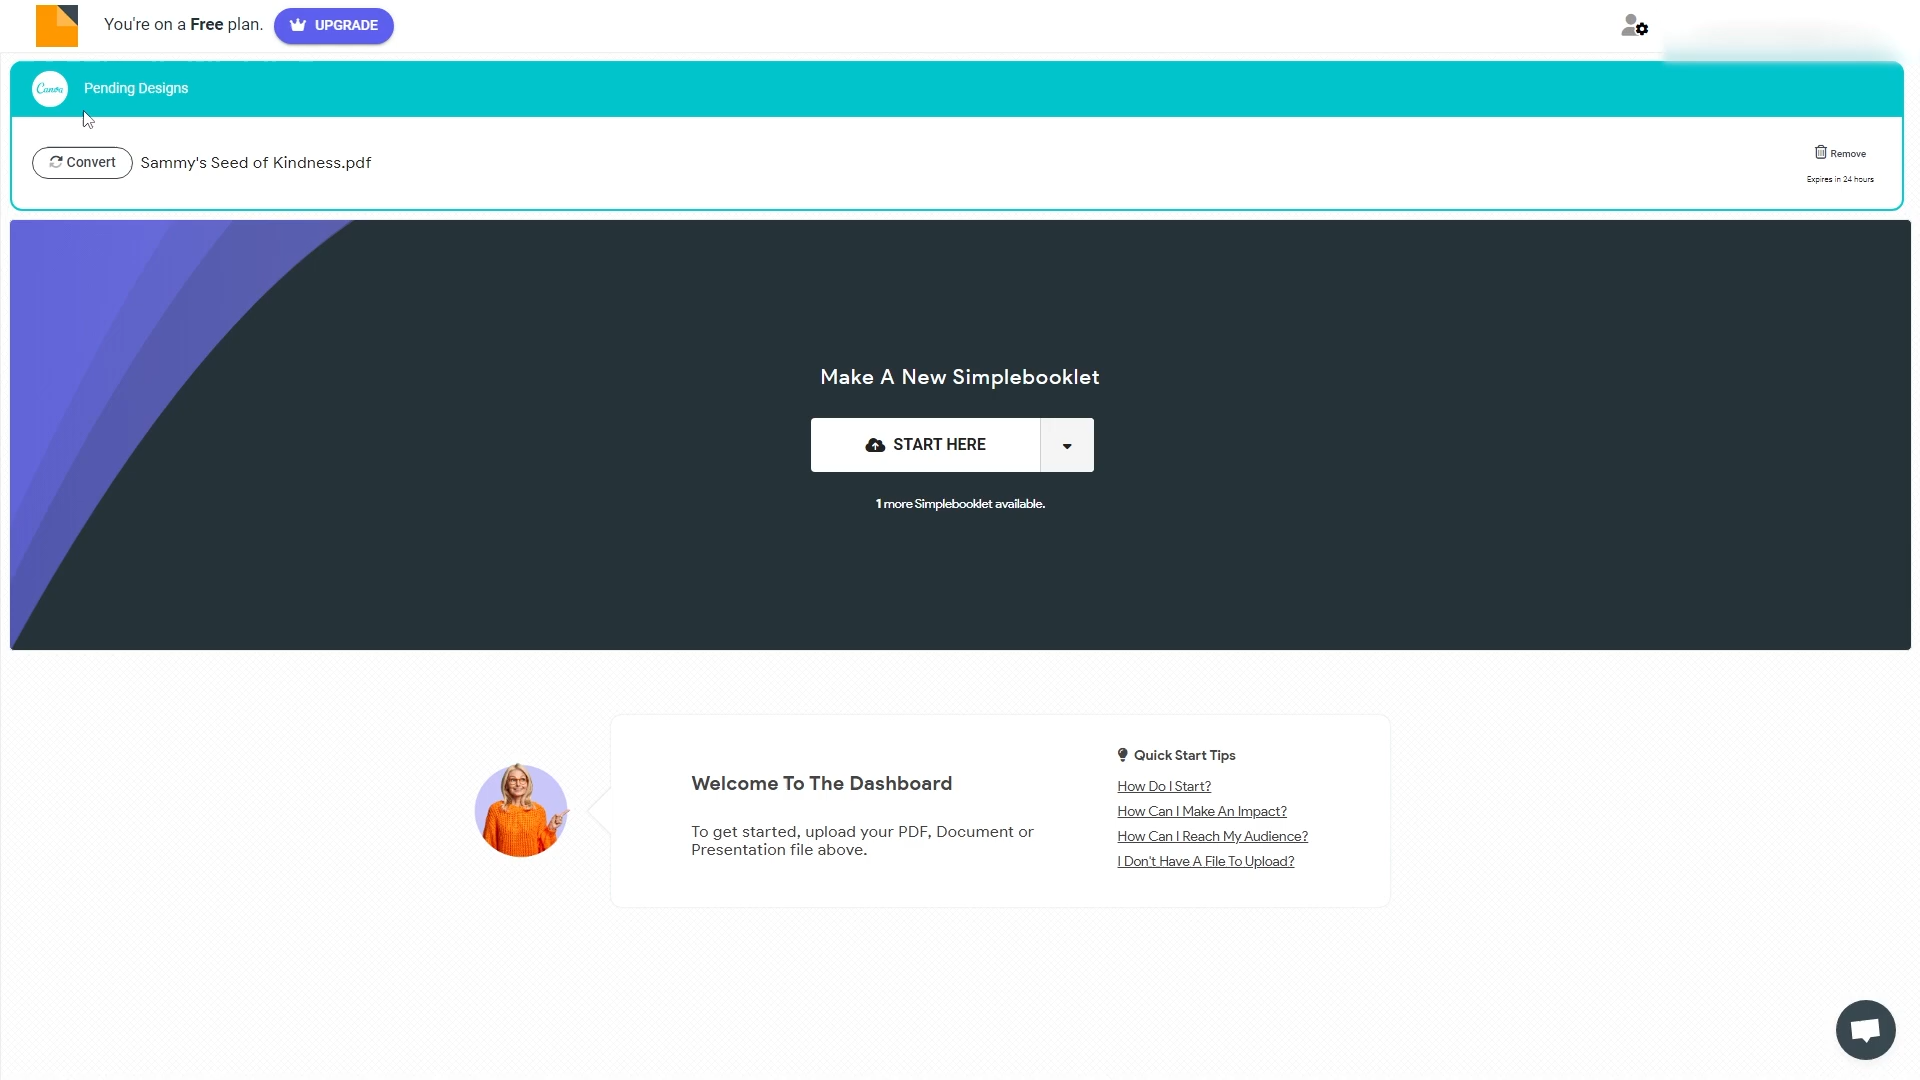 You're on a Free plan.
UPGRADE
Canva
Pending Designs
Convert
Sammy's Seed of Kindness.pdf
Remove
Expires in 24 hours
Make A New Simplebooklet
START HERE
1 more Simplebooklet available.
Welcome To The Dashboard
To get started, upload your PDF, Document or
Presentation file above.
Quick Start Tips
How Do I Start?
How Can I Make An Impact?
How Can I Reach My Audience?
I Don't Have A File To Upload?